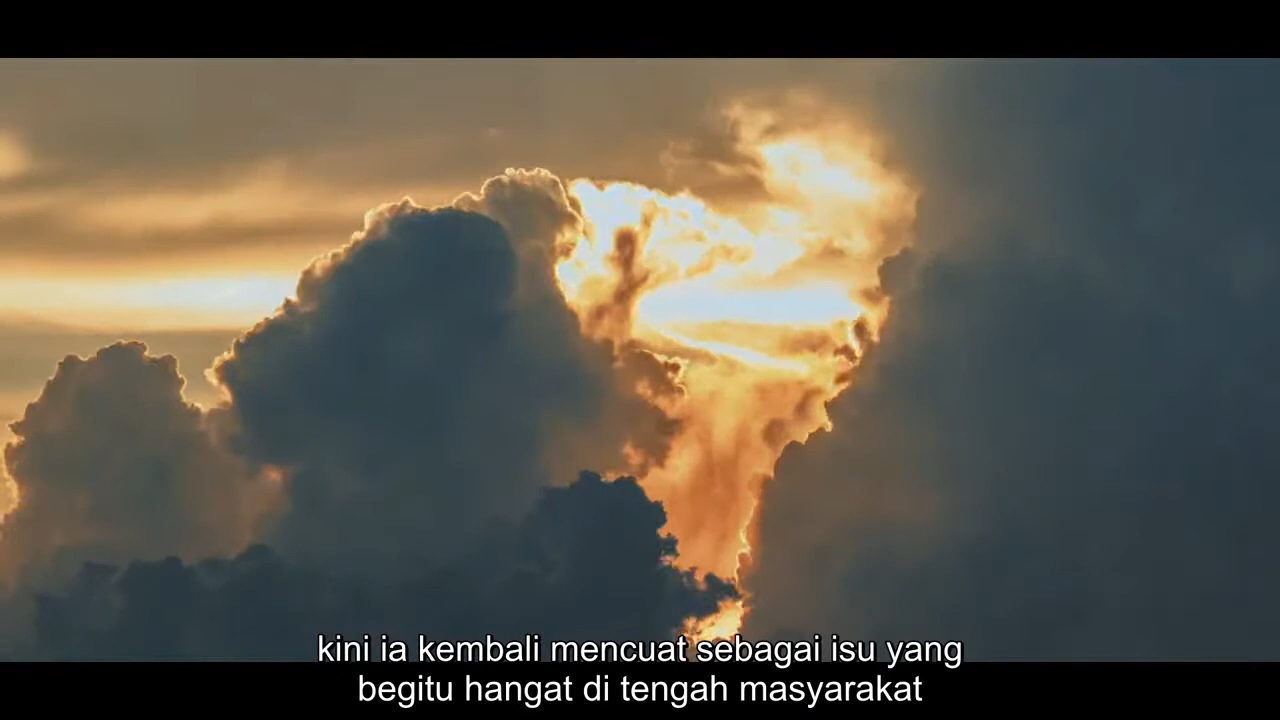 kini ia kembali mencuat sebagai isu yang
begitu hangat di tengah masyarakat